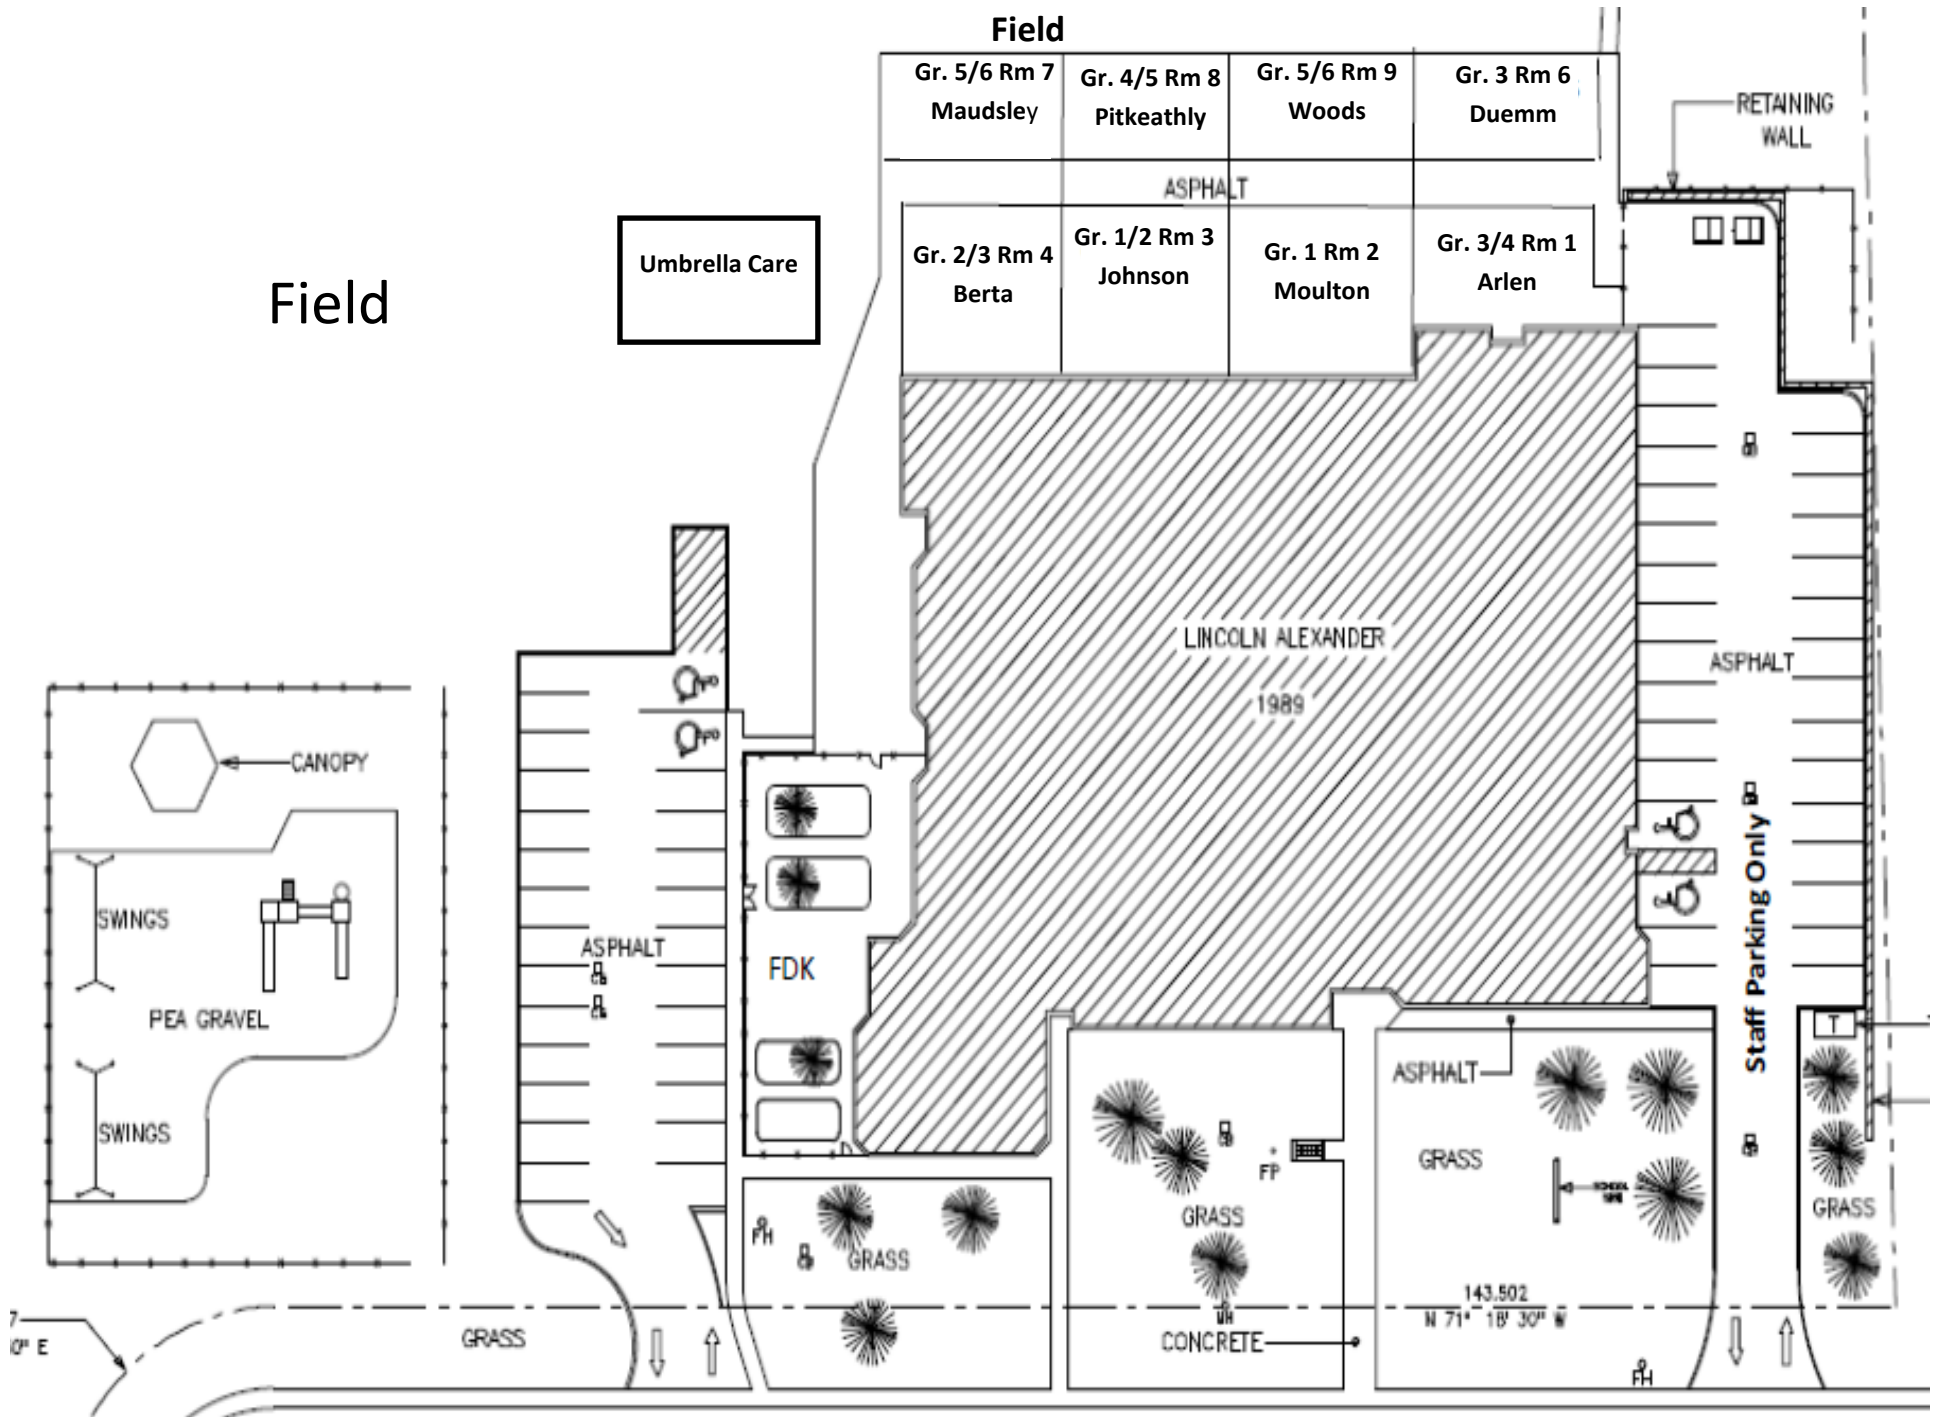 Field
Gr. 5/6 Rm 7
Maudsley
Gr. 4/5 Rm 8
Pitkeathly
Gr. 5/6 Rm 9
Woods
Gr. 3 Rm 6
Duemm
RETAINING
WALL
ASPHALT
Umbrella Care
Field
Gr. 2/3 Rm 4
Berta
Gr. 1/2 Rm 3
Johnson
Gr. 1 Rm 2
Moulton
Gr. 3/4 Rm 1
Arlen
LINCOLN ALEXANDER
1989
ASPHALT
CANOPY
SWINGS
ASPHALT
FDK
PEA GRAVEL
SWINGS
Staff Parking Only
T
ASPHALT
GRASS
FP
GRASS
GRASS
FH
GRASS
143.502
N 71° 18' 30" W
MH
CONCRETE
GRASS
FH
7
0" E